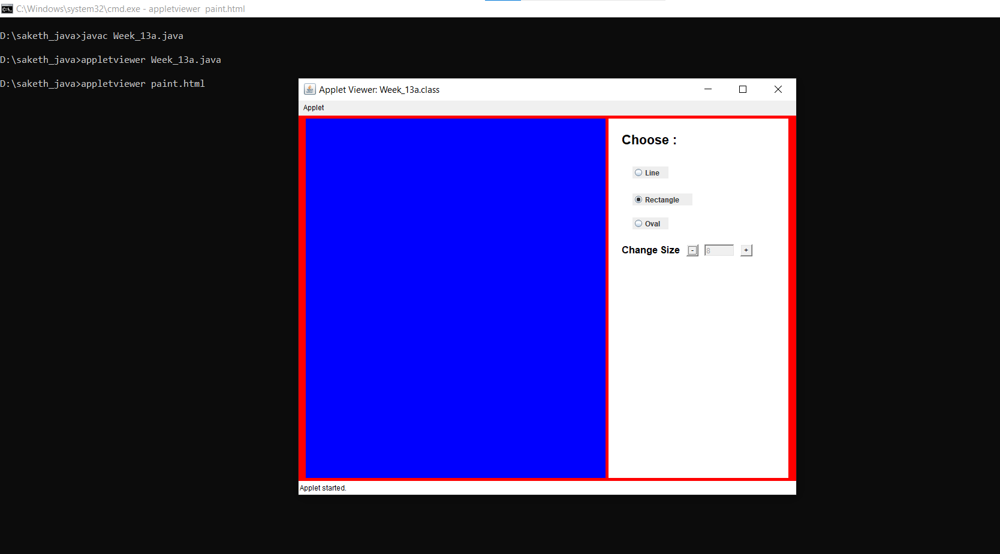 C:\Windows\system32\cmd.exe - appletviewer  paint.html
D:\saketh_java>javac Week_13a.java
D:\saketh_java>appletviewer Week_13a.java
D:\saketh_java>appletviewer paint.html
Applet Viewer: Week_13a.class
Applet
Choose :
Line
Rectangle
Oval
Change Size - 8 +
Applet started.